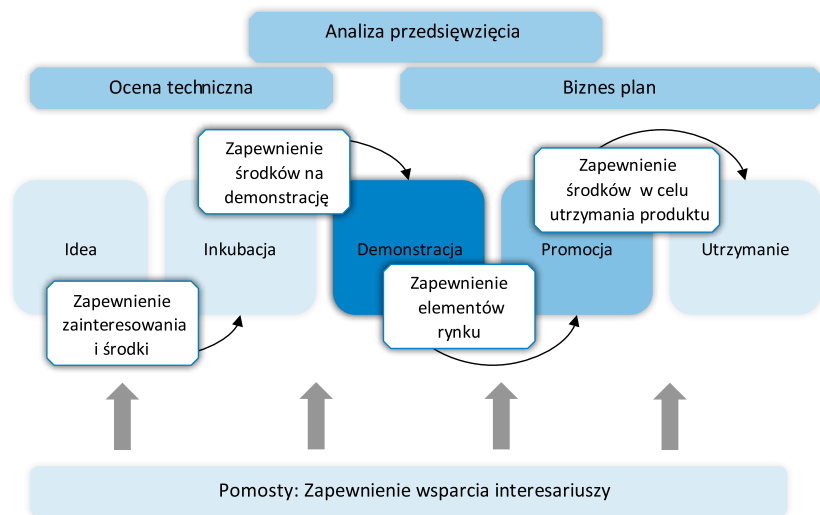 Analiza przedsięwzięcia
Ocena techniczna
Biznes plan
Zapewnienie
środków na
demonstrację
Zapewnienie
środków w celu
utrzymania produktu
Idea
Inkubacja
Demonstracja
Promocja
Utrzymanie
Zapewnienie
zainteresowania
i środki
Zapewnienie
elementów
rynku
Pomosty: Zapewnienie wsparcia interesariuszy